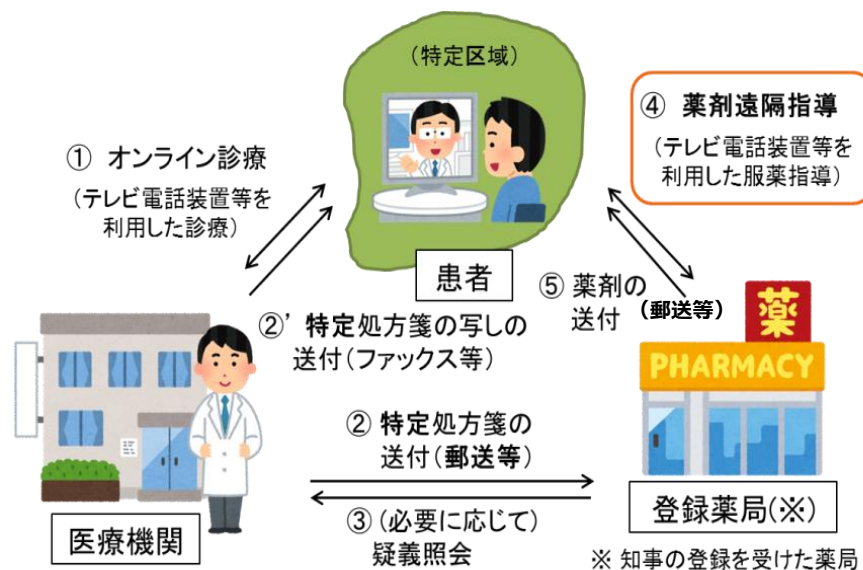 (特定区域)
① オンライン診療
(テレビ電話装置等を
利用した診療)
④ 薬剤遠隔指導
(テレビ電話装置等を
利用した服薬指導)
患者
⑤ 薬剤の
送付
(郵送等)
②’ 特定処方箋の写しの
送付(ファックス等)
薬
PHARMACY
② 特定処方箋の
送付(郵送等)
③ (必要に応じて)
疑義照会
医療機関
登録薬局(※)
※ 知事の登録を受けた薬局